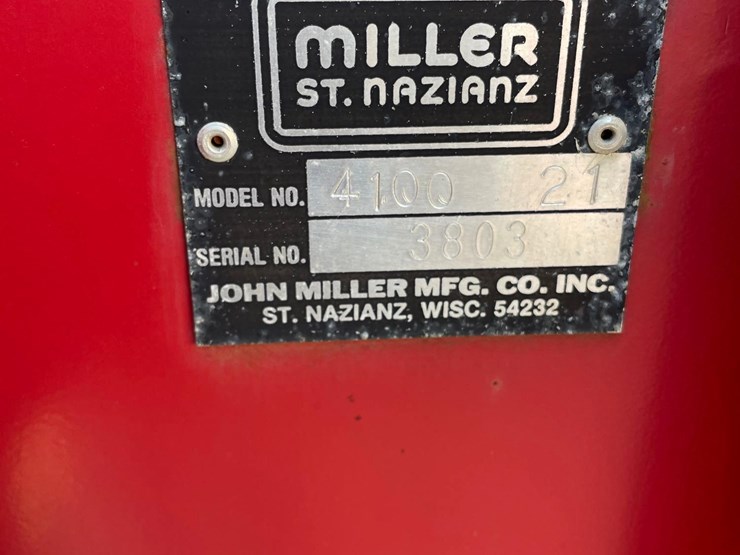 MILLER
ST. NAZIANZ
MODEL NO. 4100 21
SERIAL NO. 3803
JOHN MILLER MFG. CO. INC.
ST. NAZIANZ, WISC. 54232